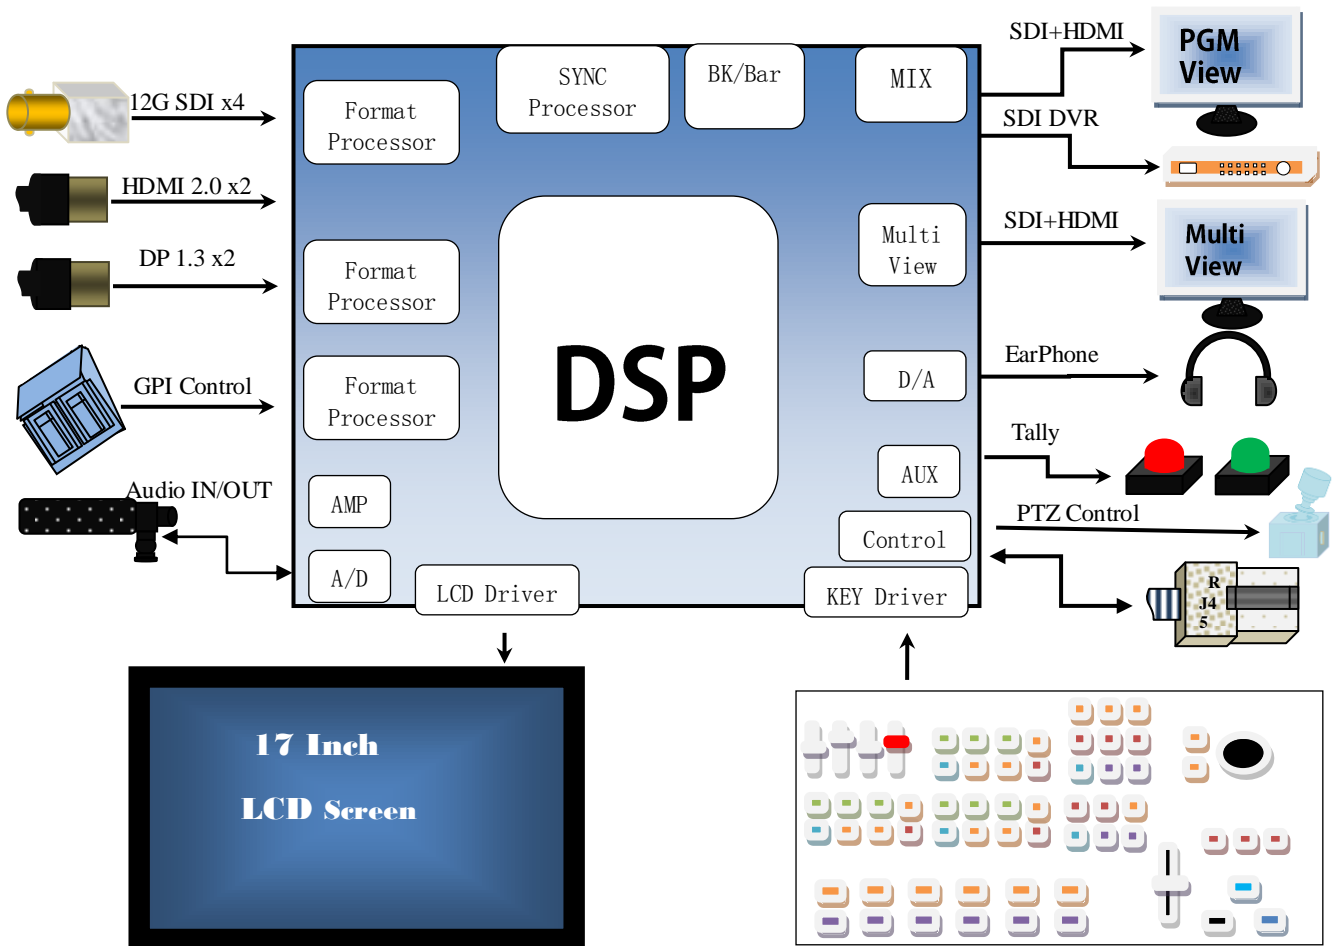 12G SDI x4
HDMI 2.0 x2
DP 1.3 x2
GPI Control
Audio IN/OUT
Format
Processor
Format
Processor
Format
Processor
AMP
A/D
SYNC
Processor
BK/Bar
MIX
DSP
Multi
View
D/A
AUX
Control
LCD Driver
KEY Driver
SDI+HDMI
PGM
View
SDI DVR
SDI+HDMI
Multi
View
EarPhone
Tally
PTZ Control
R
J4
5
17 Inch
LCD Screen